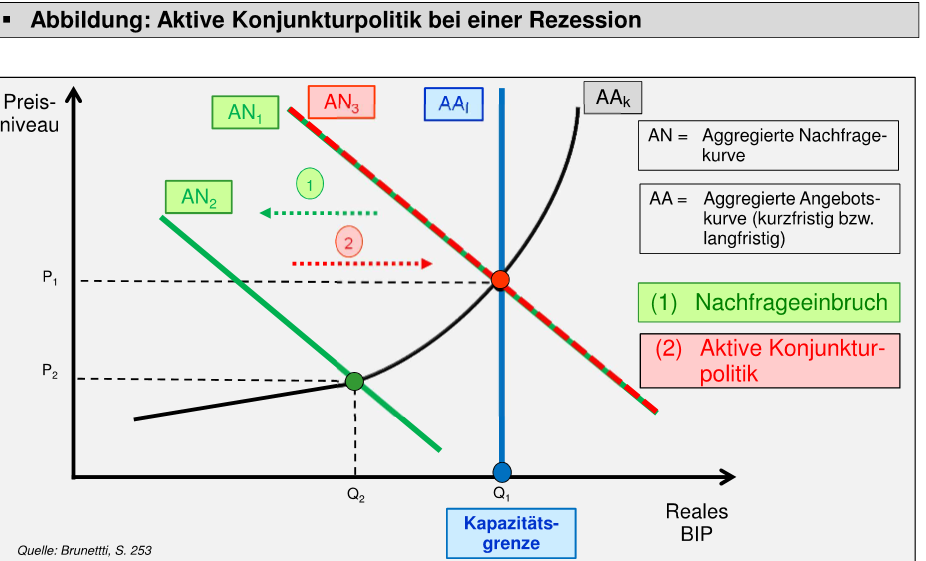 ▪ Abbildung: Aktive Konjunkturpolitik bei einer Rezession
Preis-
niveau
AN1
AN3
AAl
AAk
AN2
1
2
P1
P2
Q2
Q1
Kapazitäts-
grenze
Reales
BIP
AN = Aggregierte Nachfrage-
kurve
AA = Aggregierte Angebots-
kurve (kurzfristig bzw.
langfristig)
(1) Nachfrageeinbruch
(2) Aktive Konjunktur-
politik
Quelle: Brunettti, S. 253